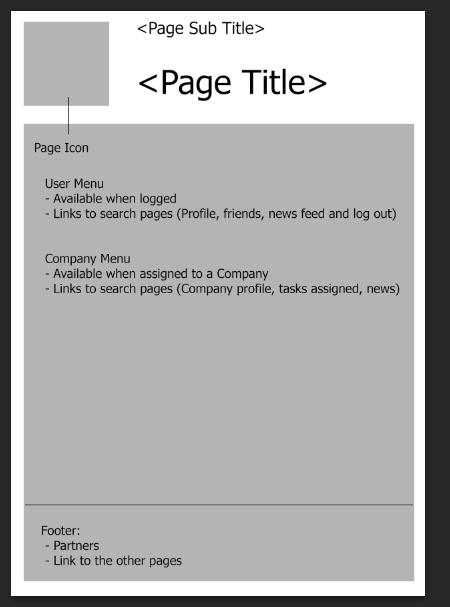 <Page Sub Title>
<Page Title>
Page Icon
User Menu
- Available when logged
- Links to search pages (Profile, friends, news feed and log out)
Company Menu
- Available when assigned to a Company
- Links to search pages (Company profile, tasks assigned, news)
Footer:
- Partners
- Link to the other pages